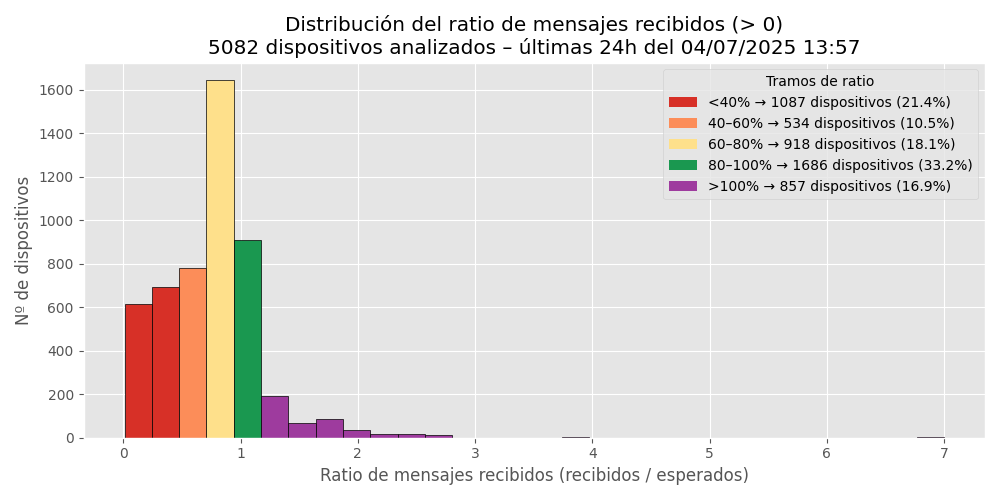 Distribución del ratio de mensajes recibidos (> 0)
5082 dispositivos analizados – últimas 24h del 04/07/2025 13:57
Tramos de ratio
<40% → 1087 dispositivos (21.4%)
40–60% → 534 dispositivos (10.5%)
60–80% → 918 dispositivos (18.1%)
80–100% → 1686 dispositivos (33.2%)
>100% → 857 dispositivos (16.9%)
Nº de dispositivos
1600
1400
1200
1000
800
600
400
200
0
0 1 2 3 4 5 6 7
Ratio de mensajes recibidos (recibidos / esperados)